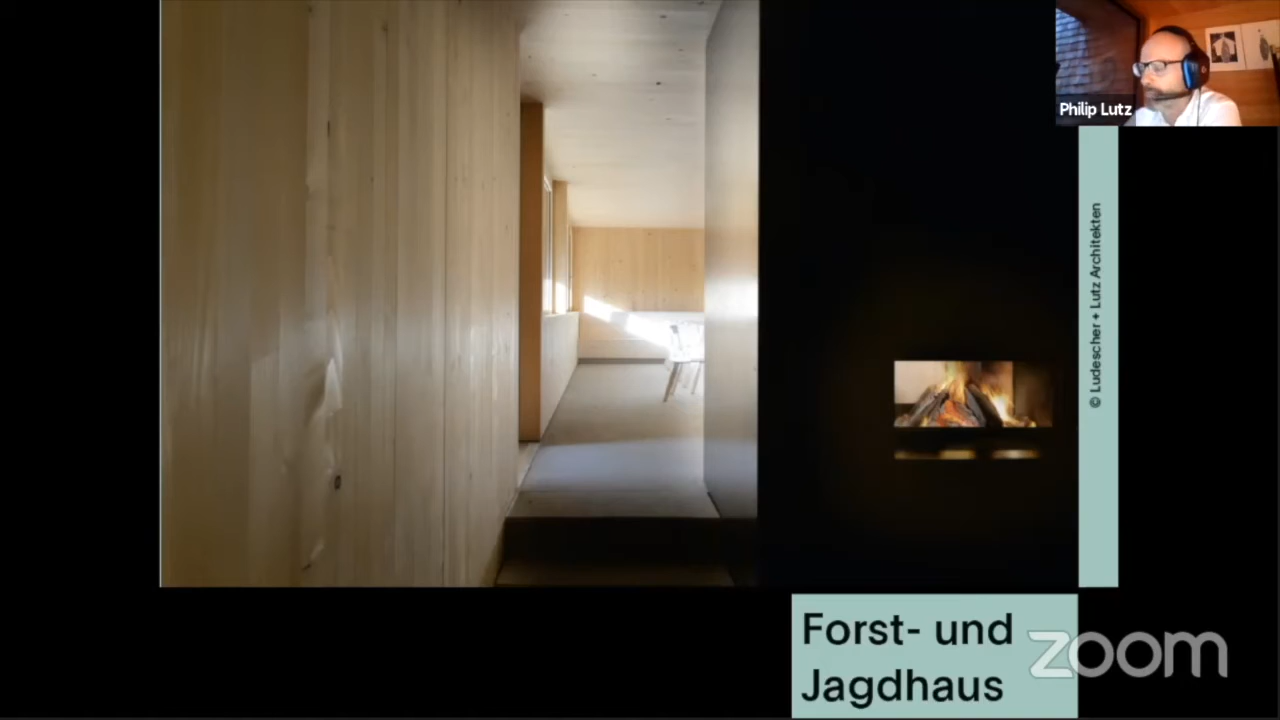 Philip Lutz
© Ludescher + Lutz Architekten
Forst- und
Jagdhaus
zoom